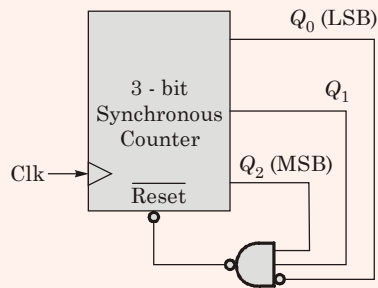 Q₀ (LSB)
3 - bit
Synchronous
Counter
Q₁
Q₂ (MSB)
Clk
Reset